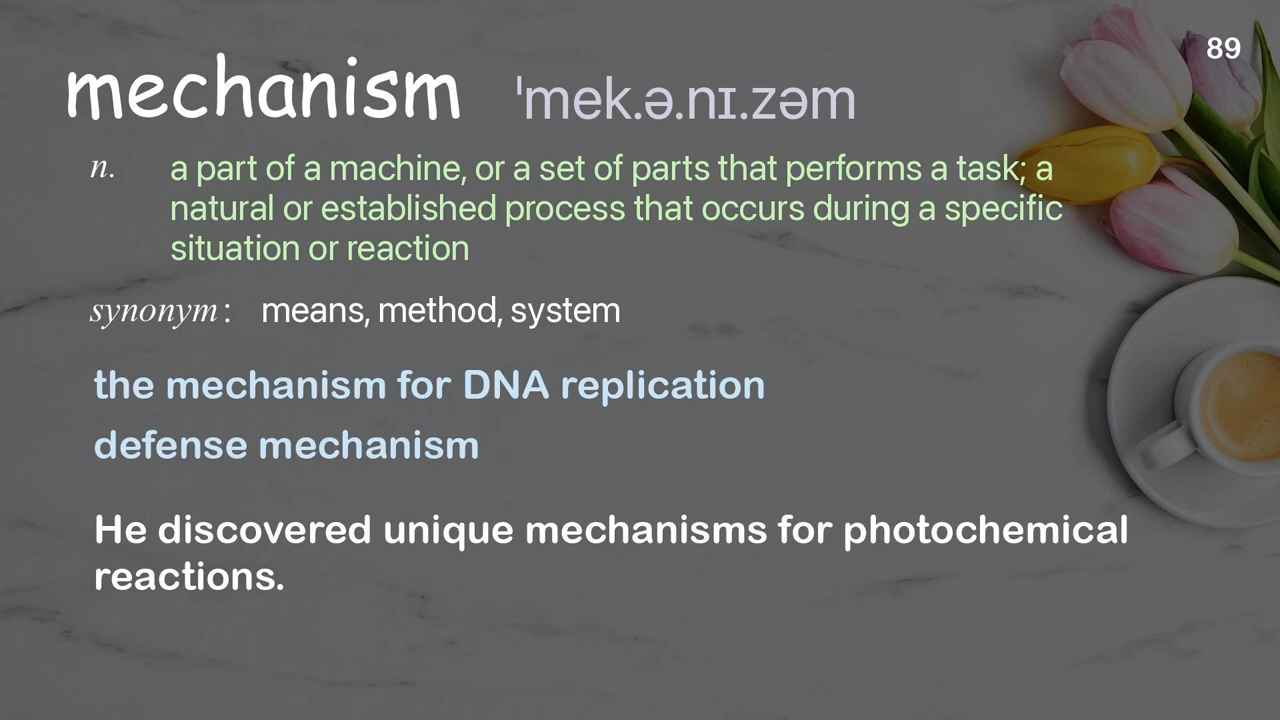 89
mechanism ˈmek.ə.nɪ.zəm
n. a part of a machine, or a set of parts that performs a task; a
natural or established process that occurs during a specific
situation or reaction
synonym: means, method, system
the mechanism for DNA replication
defense mechanism
He discovered unique mechanisms for photochemical
reactions.